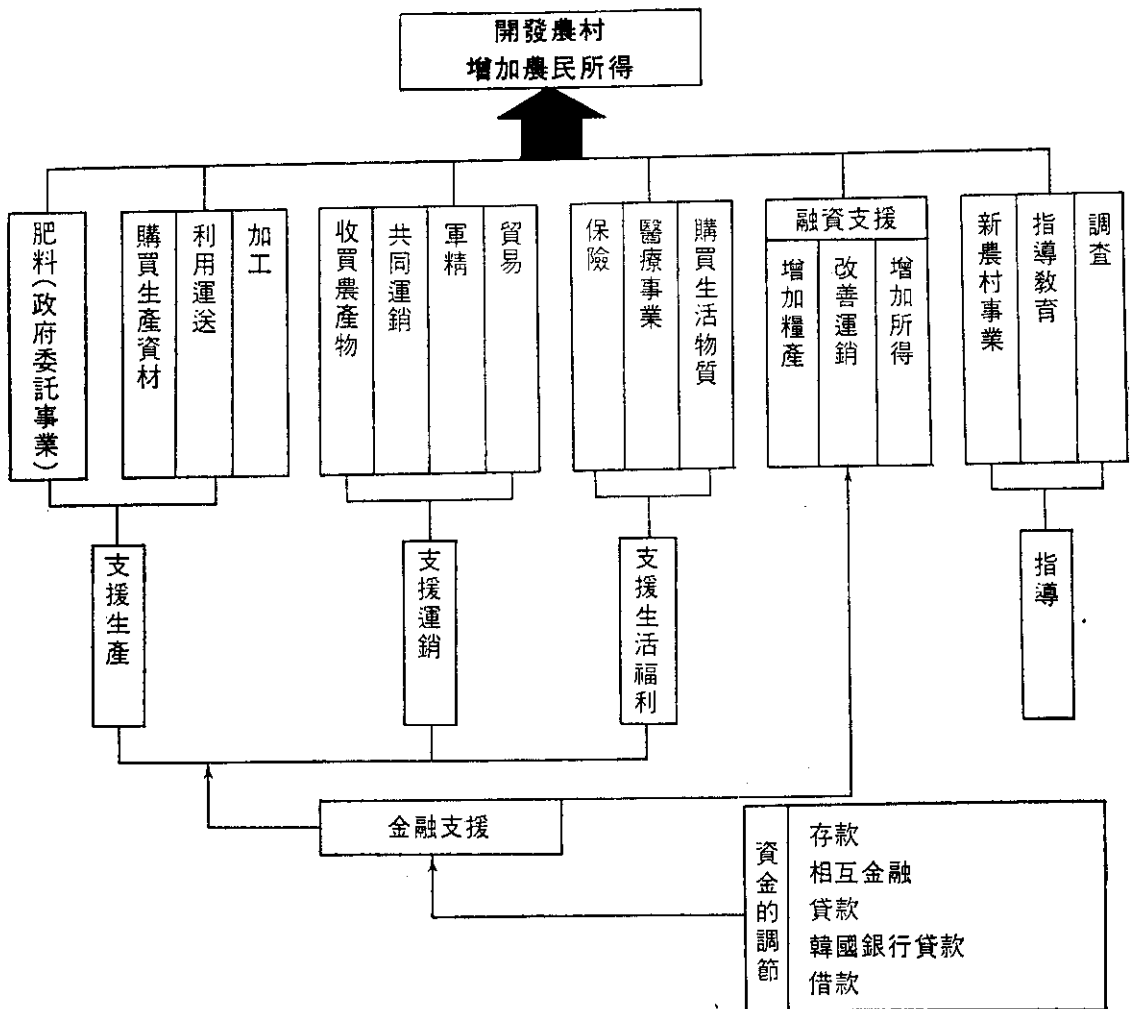 開發農村
增加農民所得
肥料(政府委託事業)
購買生產資材
利用運送
加工
收買農產物
共同運銷
軍精
貿易
保險
醫療事業
購買生活物質
融資支援
增加糧產
改善運銷
增加所得
新農村事業
指導教育
調查
支援生產
支援運銷
支援生活福利
指導
金融支援
資金的調節
存款
相互金融
貸款
韓國銀行貸款
借款